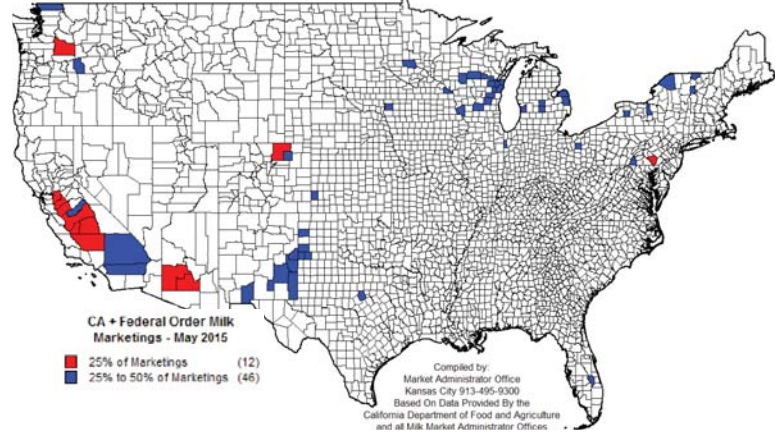 CA + Federal Order Milk
Marketings - May 2015
25% of Marketings (12)
25% to 50% of Marketings (46)
Compiled by:
Market Administrator Office
Kansas City 913-495-9300
Based On Data Provided By the
California Department of Food and Agriculture
and all Milk Market Administrator Offices